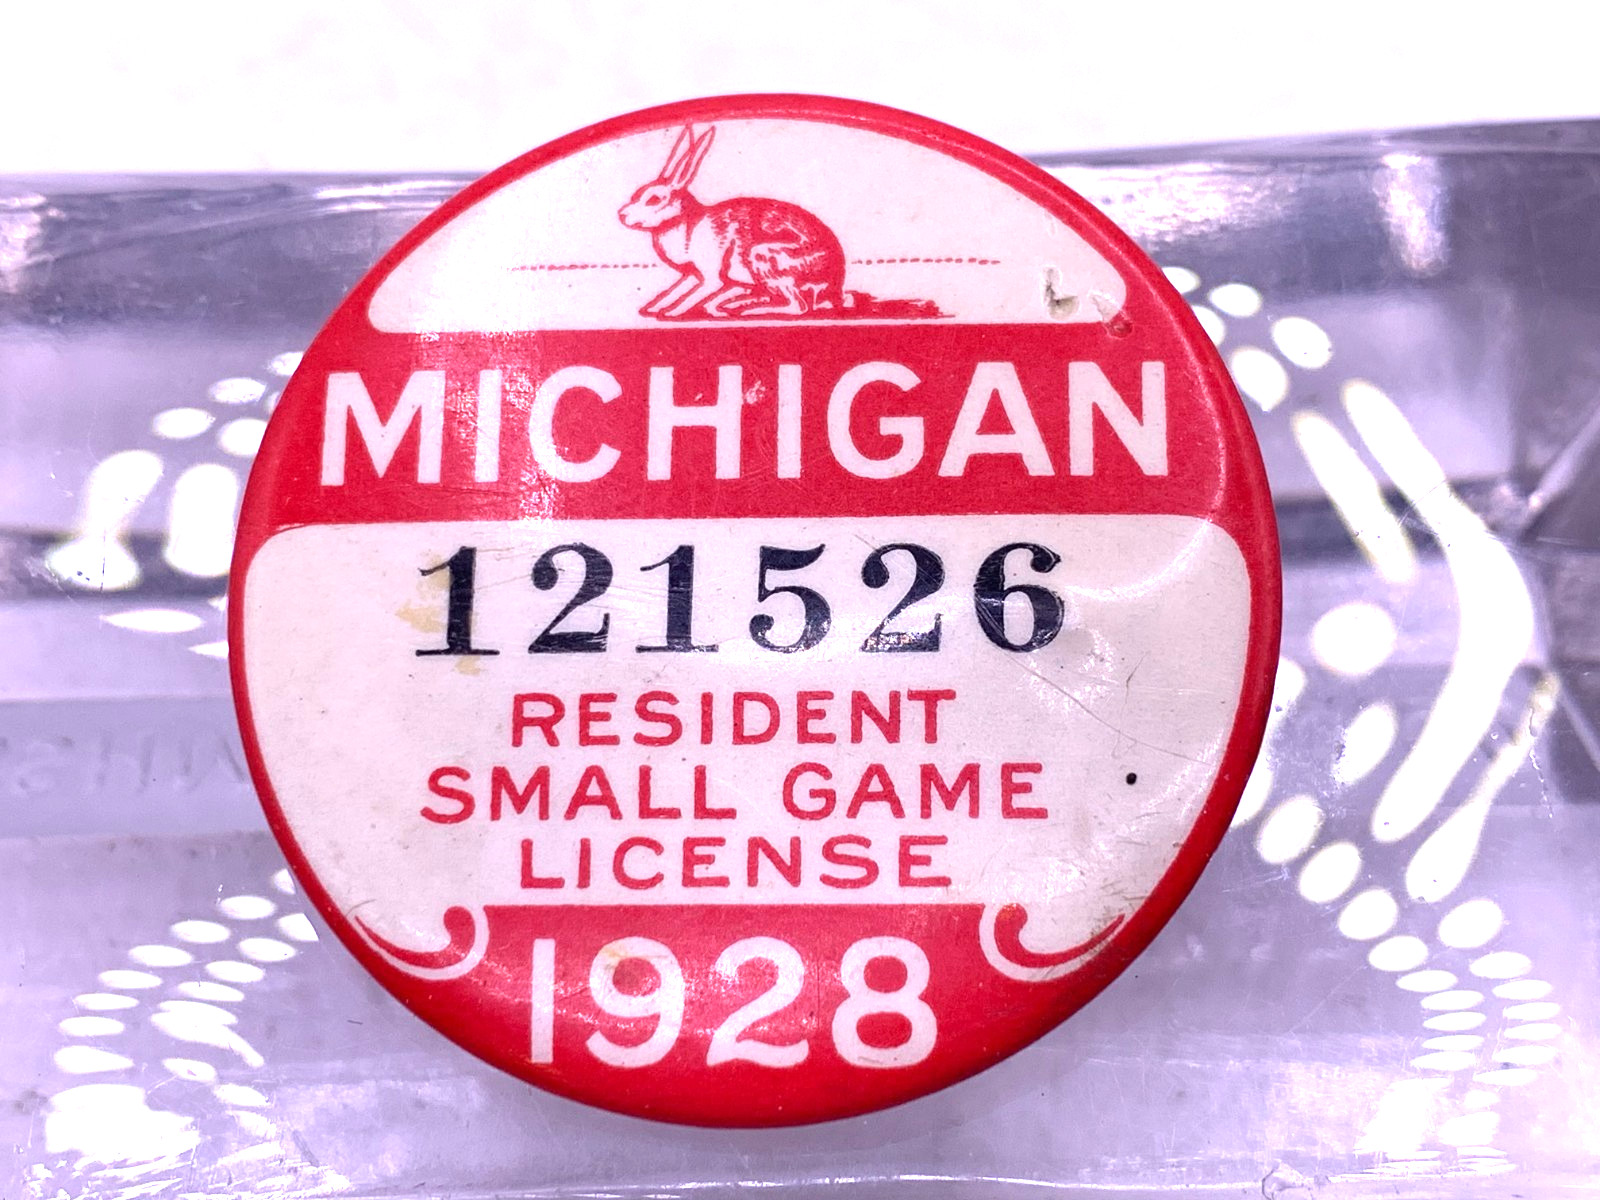 MICHIGAN
121526
RESIDENT
SMALL GAME
LICENSE
1928